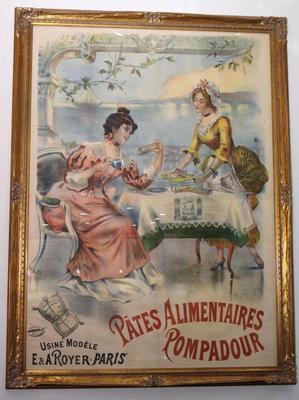 PÂTES ALIMENTAIRES
POMPADOUR
USINE MODÈLE
E. & A. ROYER-PARIS